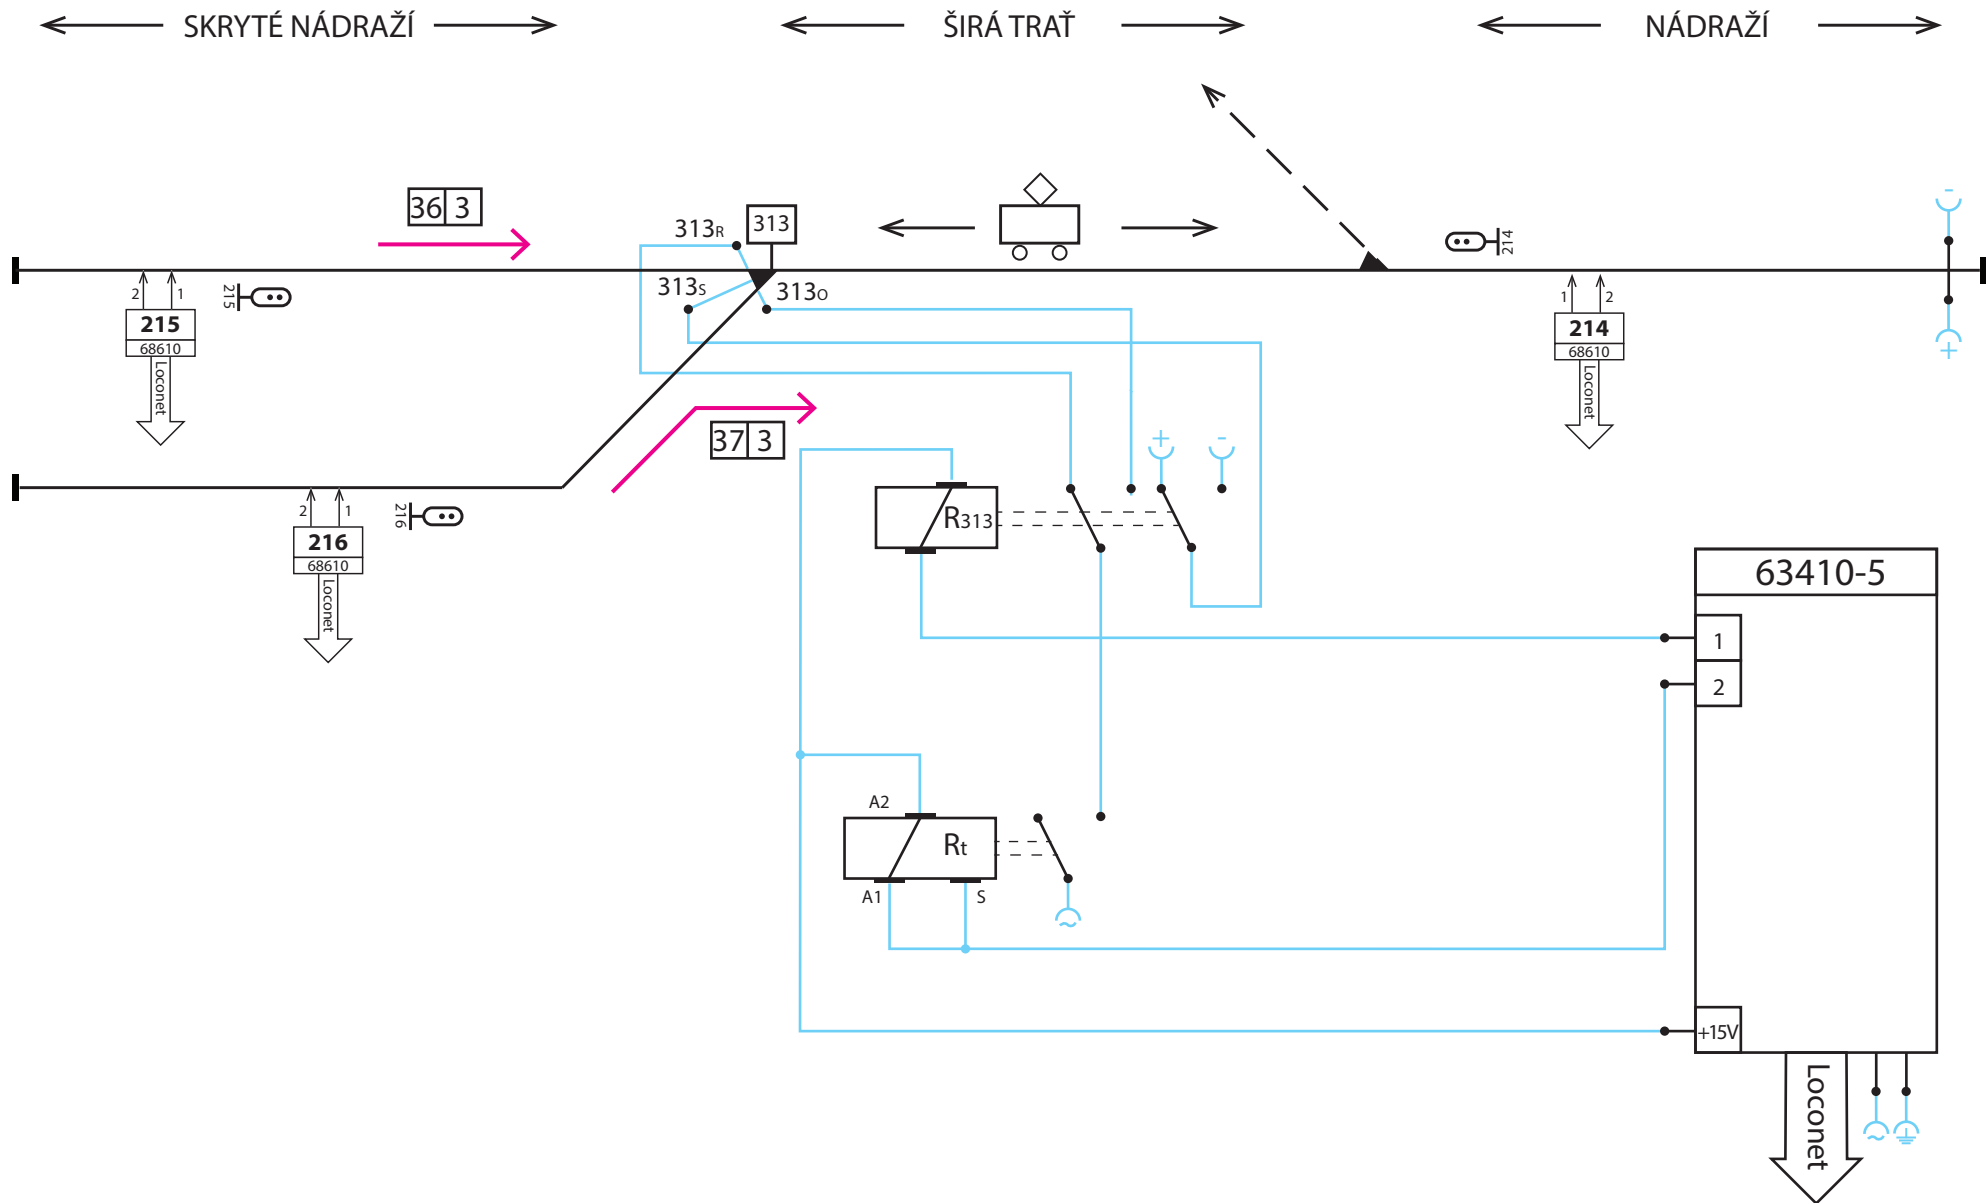 SKRYTÉ NÁDRAŽÍ
ŠIRÁ TRAŤ
NÁDRAŽÍ
36 3
313R
313
214
-
313S
313O
2 1
215
215
68610
Loconet
1 2
214
68610
Loconet
+
37 3
+ -
2 1
216
216
68610
Loconet
R313
63410-5
1
2
A2
Rt
A1
S
~
+15V
Loconet
~